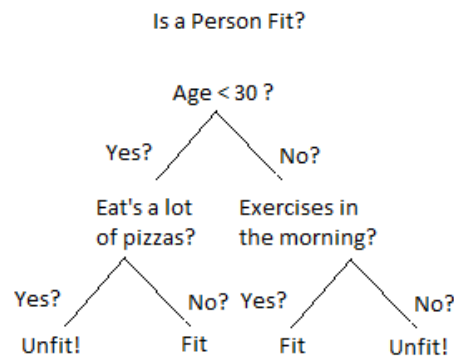 Is a Person Fit?
Age < 30 ?
Yes?
No?
Eat's a lot
of pizzas?
Exercises in
the morning?
Yes?
No?
Yes?
No?
Unfit!
Fit
Fit
Unfit!